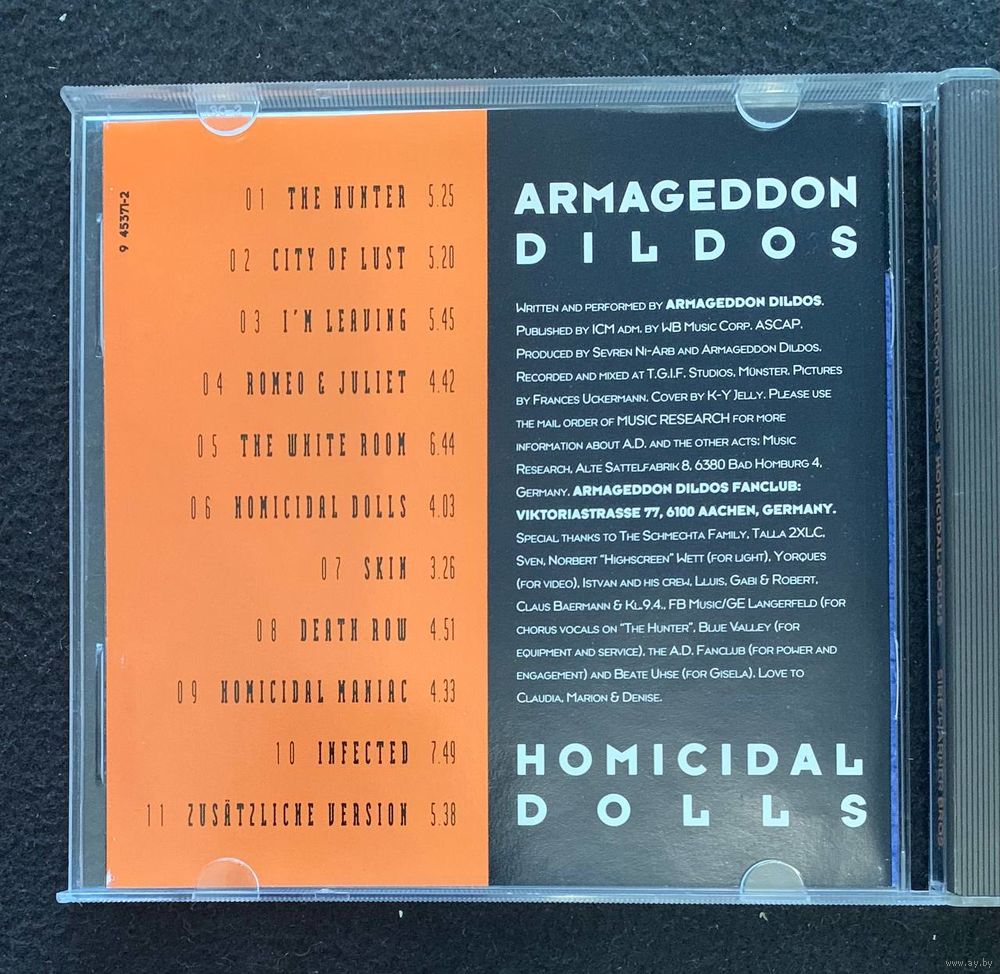 9 45371-2
01 THE HUNTER 5.25
02 CITY OF LUST 5.20
03 I'M LEAVING 5.45
04 ROMEO & JULIET 4.42
05 THE WHITE ROOM 6.44
06 HOMICIDAL DOLLS 4.03
07 SKIN 3.26
08 DEATH ROW 4.51
09 HOMICIDAL MANIAC 4.33
10 INFECTED 7.49
11 ZUSÄTZLICHE VERSION 5.38
ARMAGEDDON
DILDOS
WRITTEN AND PERFORMED BY ARMAGEDDON DILDOS.
PUBLISHED BY ICM ADM. BY WB MUSIC CORP. ASCAP.
PRODUCED BY SEVREN NI-ARB AND ARMAGEDDON DILDOS.
RECORDED AND MIXED AT T.G.I.F. STUDIOS, MÜNSTER. PICTURES
BY FRANCES UCKERMANN. COVER BY K-Y JELLY. PLEASE USE
THE MAIL ORDER OF MUSIC RESEARCH FOR MORE
INFORMATION ABOUT A.D. AND THE OTHER ACTS: MUSIC
RESEARCH, ALTE SATTELFABRIK 8, 6380 BAD HOMBURG 4,
GERMANY. ARMAGEDDON DILDOS FANCLUB:
VIKTORIASTRASSE 77, 6100 AACHEN, GERMANY.
SPECIAL THANKS TO THE SCHMECHTA FAMILY, TALLA 2XLC,
SVEN, NORBERT "HIGHSCREEN" WETT (FOR LIGHT), YORQUES
(FOR VIDEO), ISTVAN AND HIS CREW, LLUIS, GABI & ROBERT,
CLAUS BAERMANN & KL.9.4., FB MUSIC/GE LANGERFELD (FOR
CHORUS VOCALS ON "THE HUNTER", BLUE VALLEY (FOR
EQUIPMENT AND SERVICE), THE A.D. FANCLUB (FOR POWER AND
ENGAGEMENT) AND BEATE UHSE (FOR GISELA). LOVE TO
CLAUDIA, MARION & DENISE.
HOMICIDAL
DOLLS
ARMAGEDDON DILDOS HOMICIDAL DOLLS SIRE/WARNER BROS
www.ay.by